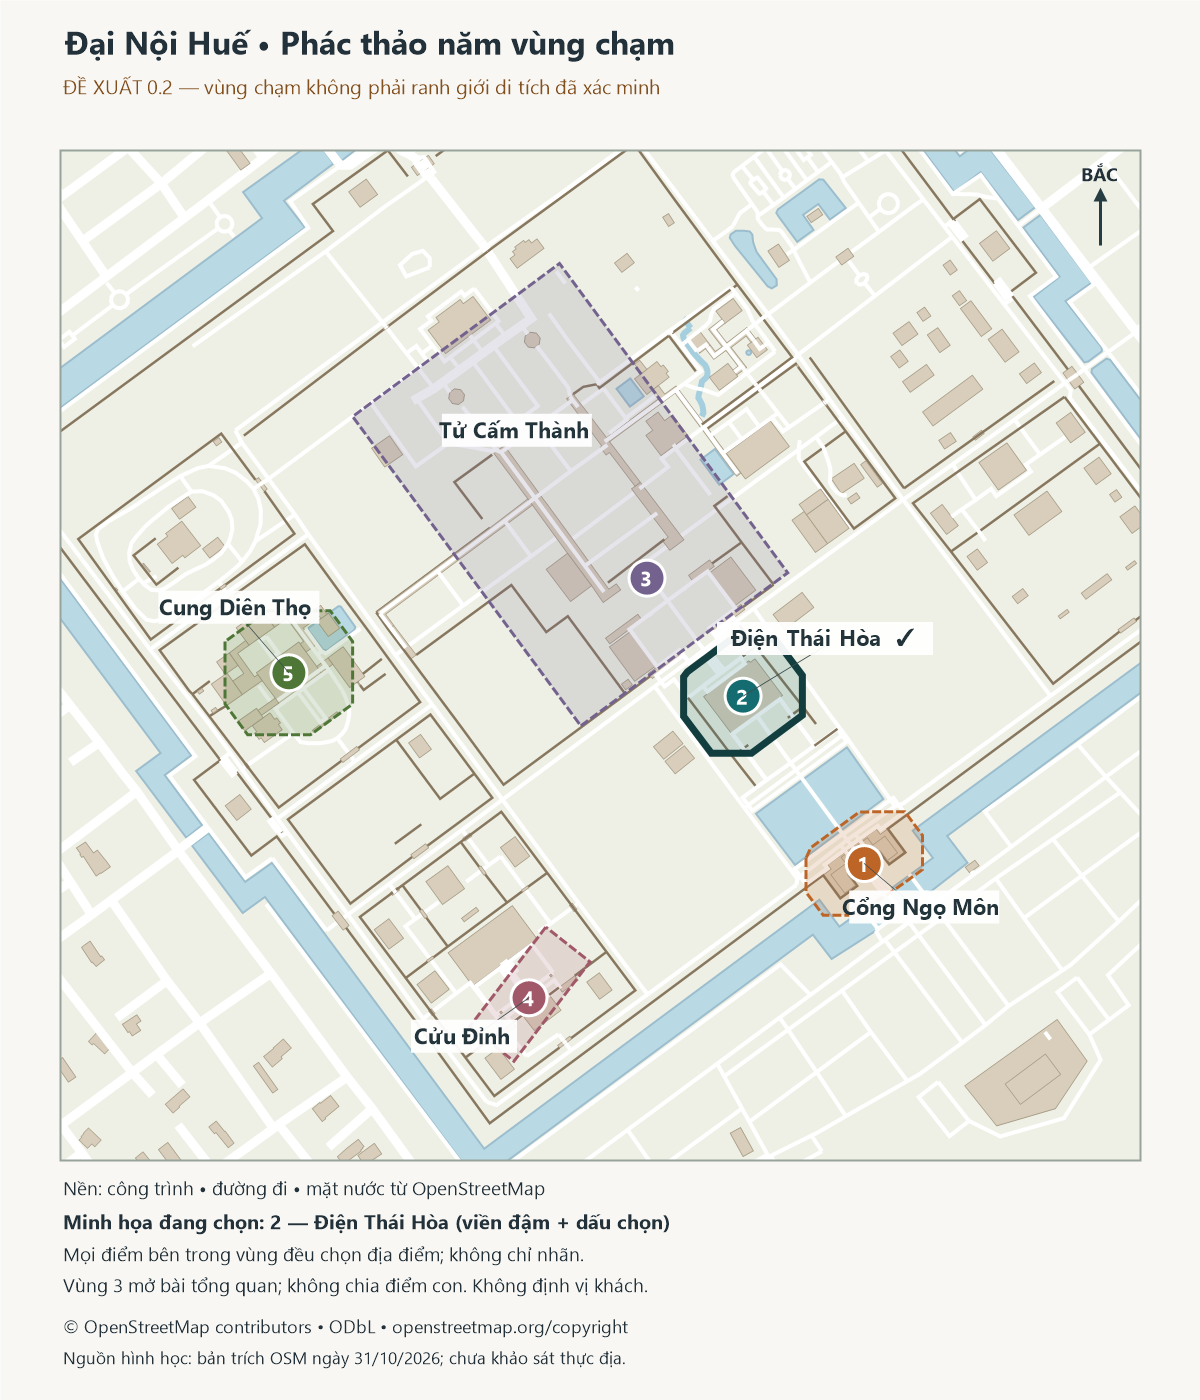 Đại Nội Huế • Phác thảo năm vùng chạm
ĐỀ XUẤT 0.2 — vùng chạm không phải ranh giới di tích đã xác minh
BẮC
Tử Cấm Thành
3
Cung Diên Thọ
5
Điện Thái Hòa ✓
2
1
Cổng Ngọ Môn
4
Cửu Đỉnh
Nền: công trình • đường đi • mặt nước từ OpenStreetMap
Minh họa đang chọn: 2 — Điện Thái Hòa (viền đậm + dấu chọn)
Mọi điểm bên trong vùng đều chọn địa điểm; không chỉ nhãn.
Vùng 3 mở bài tổng quan; không chia điểm con. Không định vị khách.
© OpenStreetMap contributors • ODbL • openstreetmap.org/copyright
Nguồn hình học: bản trích OSM ngày 31/10/2026; chưa khảo sát thực địa.